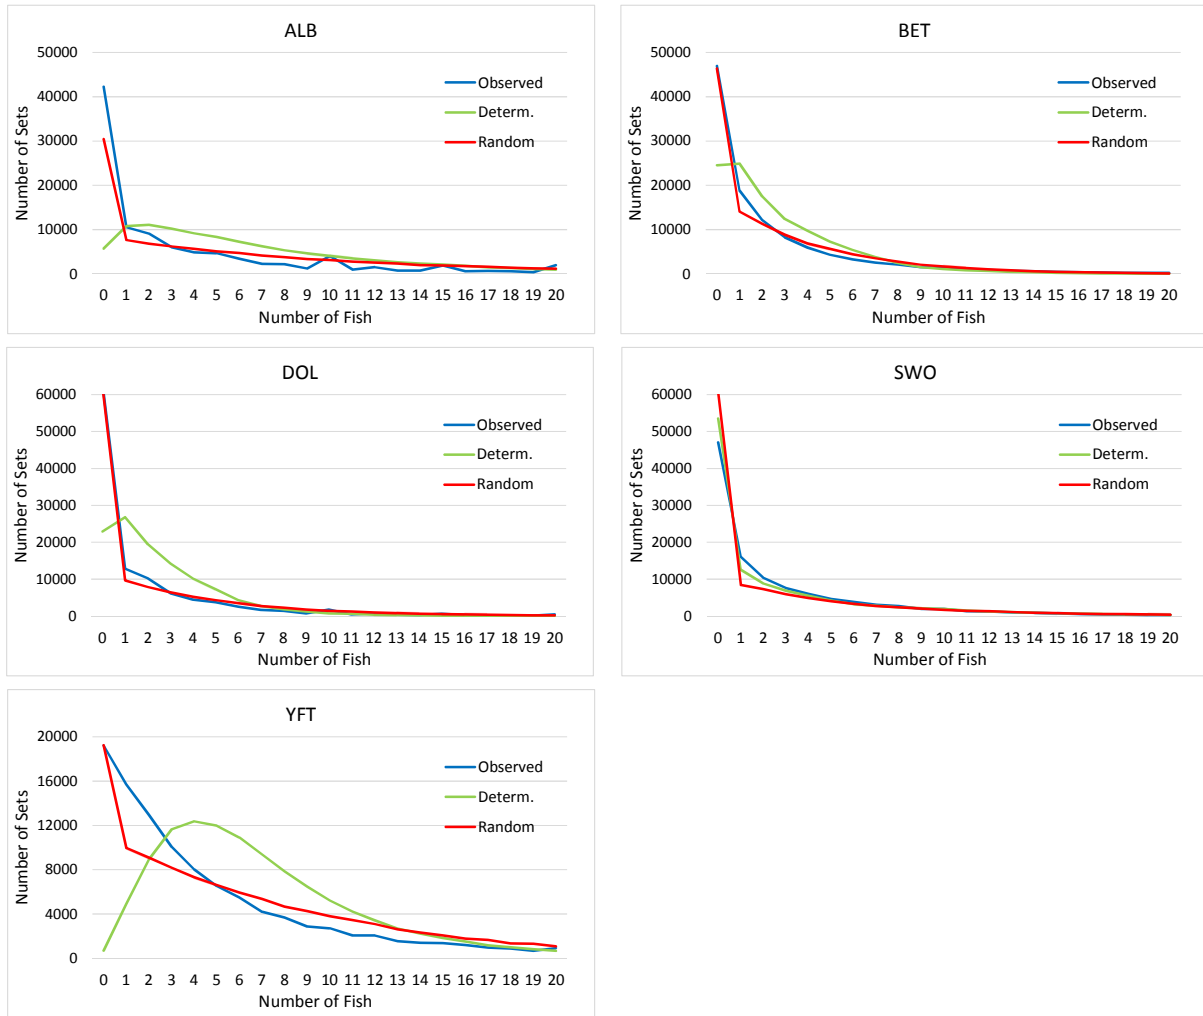 ALB
50000
40000
30000
20000
10000
0
Number of Sets
Observed
Determ.
Random
0 1 2 3 4 5 6 7 8 9 10 11 12 13 14 15 16 17 18 19 20
Number of Fish
BET
50000
40000
30000
20000
10000
0
Number of Sets
Observed
Determ.
Random
0 1 2 3 4 5 6 7 8 9 10 11 12 13 14 15 16 17 18 19 20
Number of Fish
DOL
60000
50000
40000
30000
20000
10000
0
Number of Sets
Observed
Determ.
Random
0 1 2 3 4 5 6 7 8 9 10 11 12 13 14 15 16 17 18 19 20
Number of Fish
SWO
60000
50000
40000
30000
20000
10000
0
Number of Sets
Observed
Determ.
Random
0 1 2 3 4 5 6 7 8 9 10 11 12 13 14 15 16 17 18 19 20
Number of Fish
YFT
20000
16000
12000
8000
4000
0
Number of Sets
Observed
Determ.
Random
0 1 2 3 4 5 6 7 8 9 10 11 12 13 14 15 16 17 18 19 20
Number of Fish